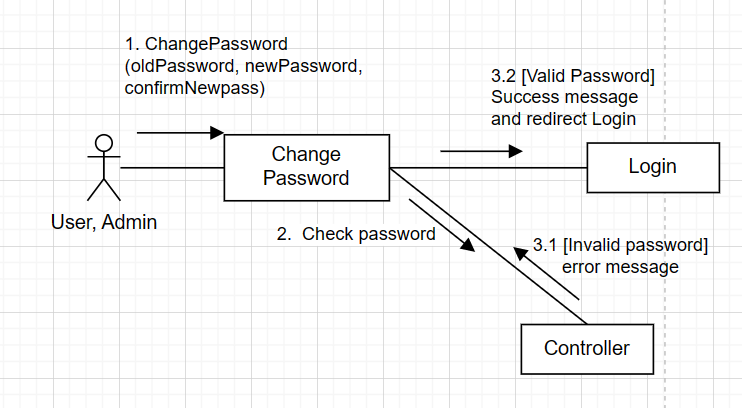 1. ChangePassword
(oldPassword, newPassword,
confirmNewpass)
3.2 [Valid Password]
Success message
and redirect Login
Change
Password
Login
User, Admin
2. Check password
3.1 [Invalid password]
error message
Controller